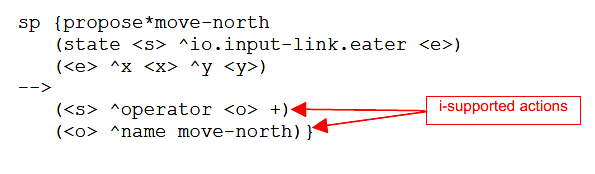 sp {propose*move-north
(state <s> ^io.input-link.eater <e>)
(<e> ^x <x> ^y <y>)
-->
(<s> ^operator <o> +)
(<o> ^name move-north)}
i-supported actions